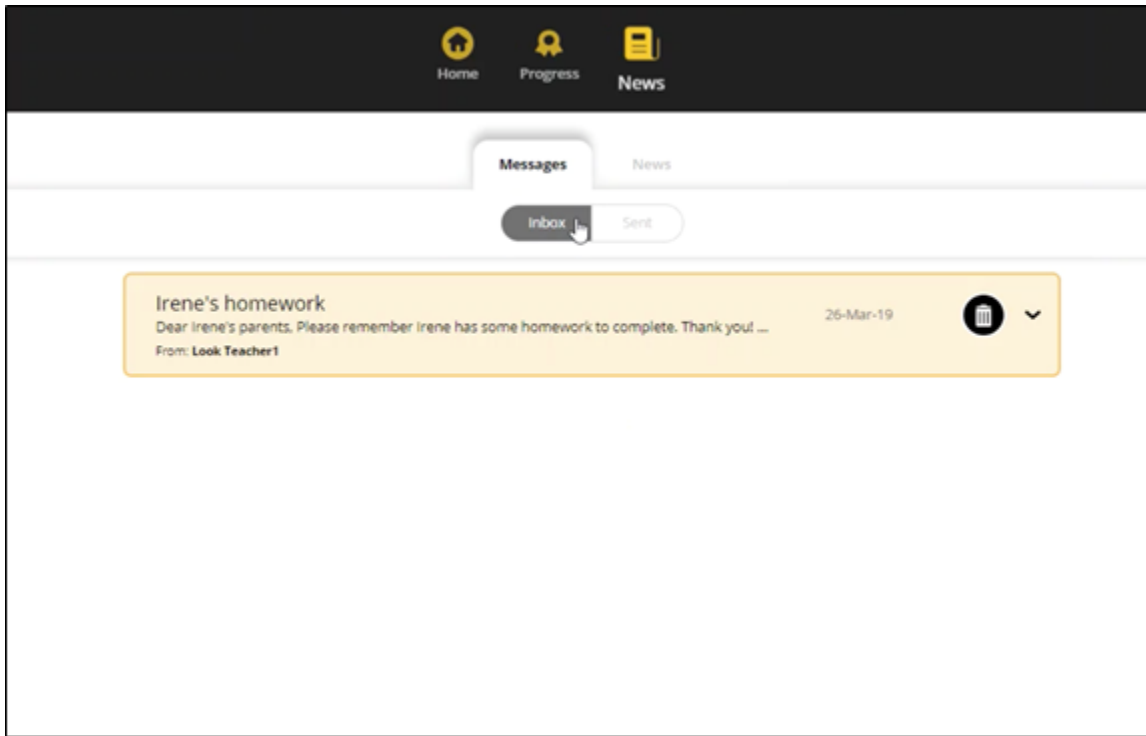 Home Progress News
Messages News
Inbox Sent
Irene's homework
Dear Irene's parents, Please remember Irene has some homework to complete. Thank you! ...
26-Mar-19
From: Look Teacher1